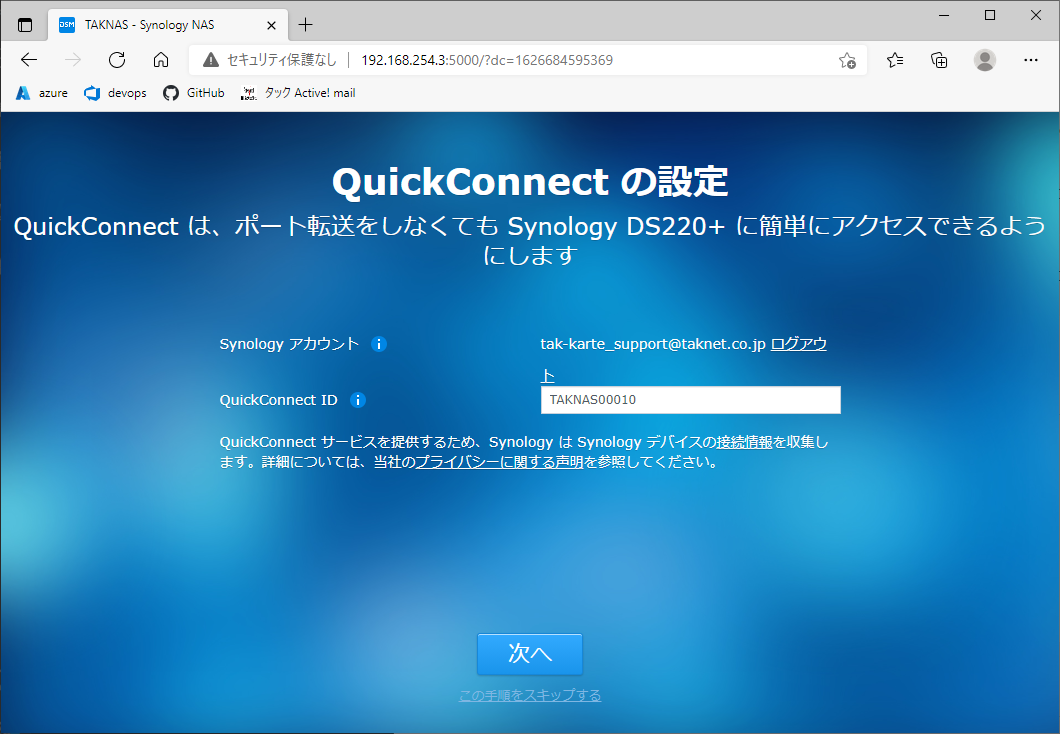 DSM TAKNAS - Synology NAS
セキュリティ保護なし 192.168.254.3:5000/?dc=1626684595369
azure devops GitHub タック Active! mail
QuickConnect の設定
QuickConnect は、ポート転送をしなくても Synology DS220+ に簡単にアクセスできるよう
にします
Synology アカウント tak-karte_support@taknet.co.jp ログアウ
ト
QuickConnect ID TAKNAS00010
QuickConnect サービスを提供するため、Synology は Synology デバイスの接続情報を収集し
ます。詳細については、当社のプライバシーに関する声明を参照してください。
次へ
この手順をスキップする